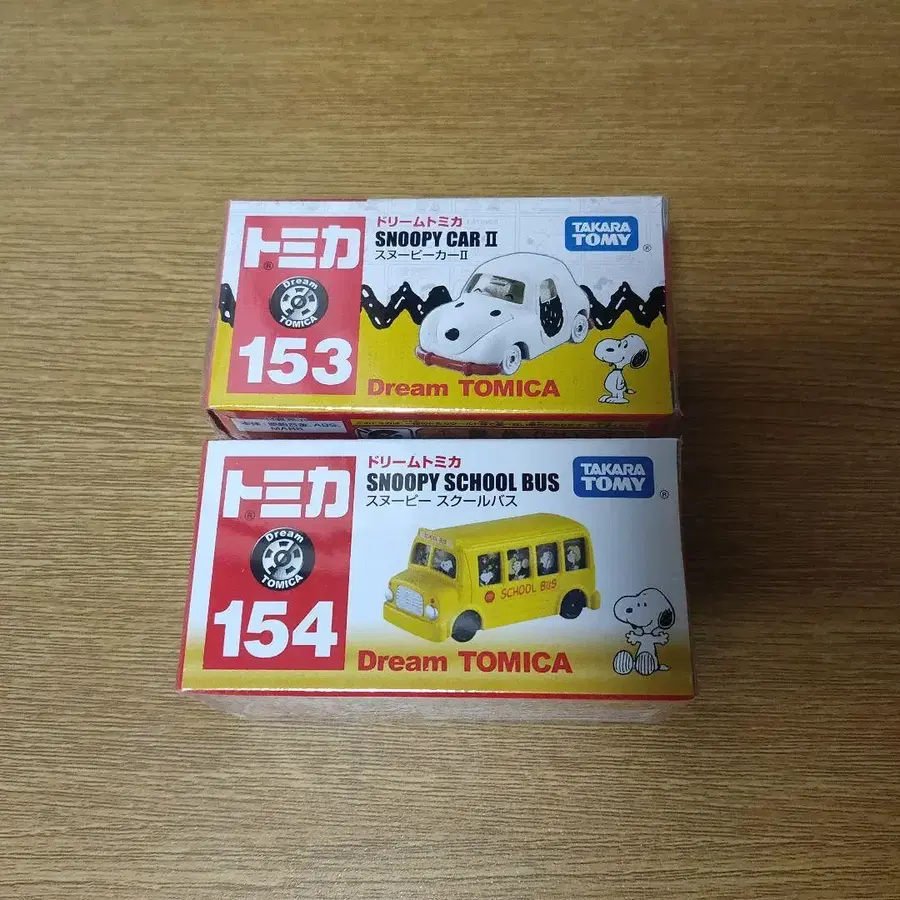 トミカ
®
Dream
TOMICA
153
ドリームトミカ
SNOOPY CAR II
スヌーピーカーII
TAKARA
TOMY
®
Dream TOMICA
トミカ
®
Dream
TOMICA
154
ドリームトミカ
SNOOPY SCHOOL BUS
スヌーピー スクールバス
TAKARA
TOMY
®
SCHOOL BUS
Dream TOMICA